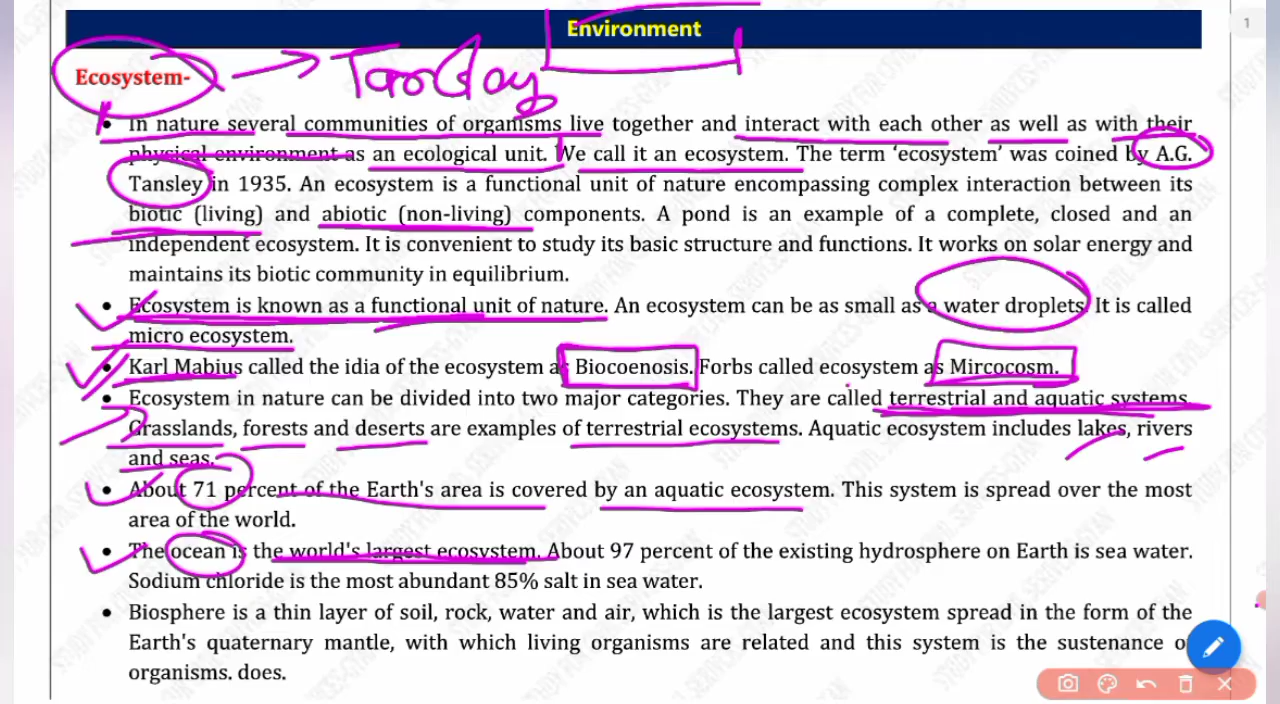 Environment
1
Ecosystem-
Tansley
• In nature several communities of organisms live together and interact with each other as well as with their
physical environment as an ecological unit. We call it an ecosystem. The term ‘ecosystem’ was coined by A.G.
Tansley in 1935. An ecosystem is a functional unit of nature encompassing complex interaction between its
biotic (living) and abiotic (non-living) components. A pond is an example of a complete, closed and an
independent ecosystem. It is convenient to study its basic structure and functions. It works on solar energy and
maintains its biotic community in equilibrium.
• Ecosystem is known as a functional unit of nature. An ecosystem can be as small as a water droplets. It is called
micro ecosystem.
• Karl Mabius called the idia of the ecosystem as Biocoenosis. Forbs called ecosystem as Mircocosm.
• Ecosystem in nature can be divided into two major categories. They are called terrestrial and aquatic systems.
Grasslands, forests and deserts are examples of terrestrial ecosystems. Aquatic ecosystem includes lakes, rivers
and seas.
• About 71 percent of the Earth's area is covered by an aquatic ecosystem. This system is spread over the most
area of the world.
• The ocean is the world's largest ecosystem. About 97 percent of the existing hydrosphere on Earth is sea water.
Sodium chloride is the most abundant 85% salt in sea water.
• Biosphere is a thin layer of soil, rock, water and air, which is the largest ecosystem spread in the form of the
Earth's quaternary mantle, with which living organisms are related and this system is the sustenance o
organisms. does.